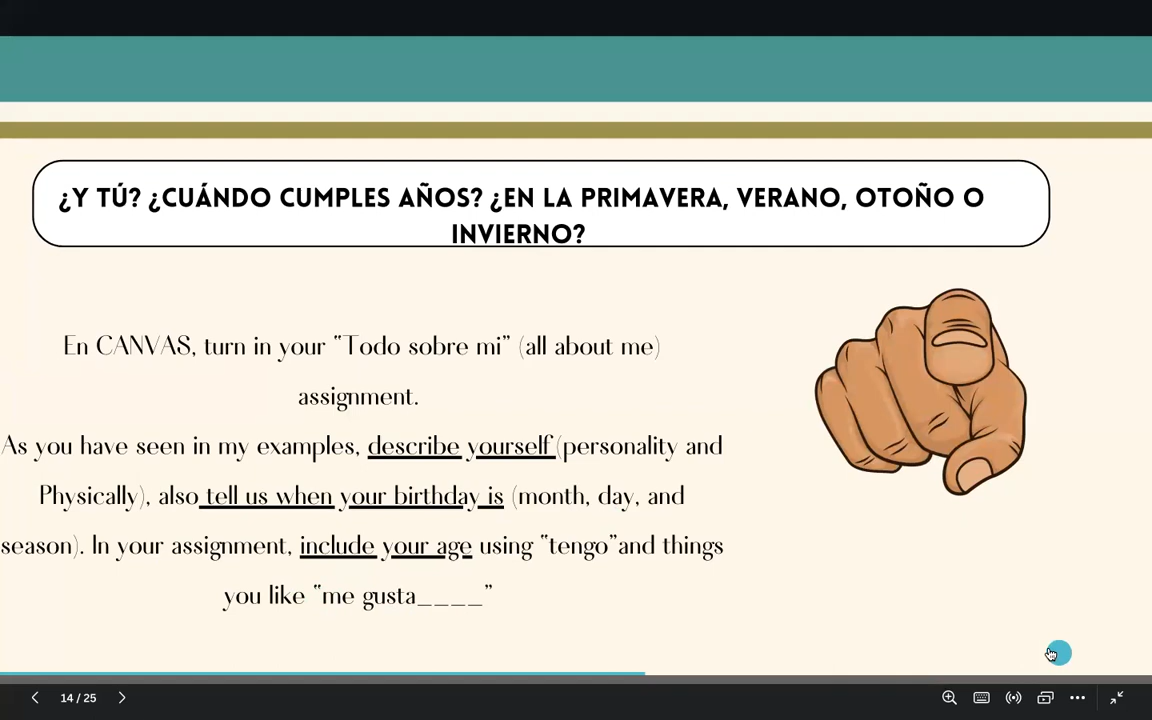 ¿Y TÚ? ¿CUÁNDO CUMPLES AÑOS? ¿EN LA PRIMAVERA, VERANO, OTOÑO O
INVIERNO?
En CANVAS, turn in your “Todo sobre mi” (all about me)
assignment.
As you have seen in my examples, describe yourself (personality and
Physically), also tell us when your birthday is (month, day, and
season). In your assignment, include your age using “tengo”and things
you like “me gusta____”
14 / 25